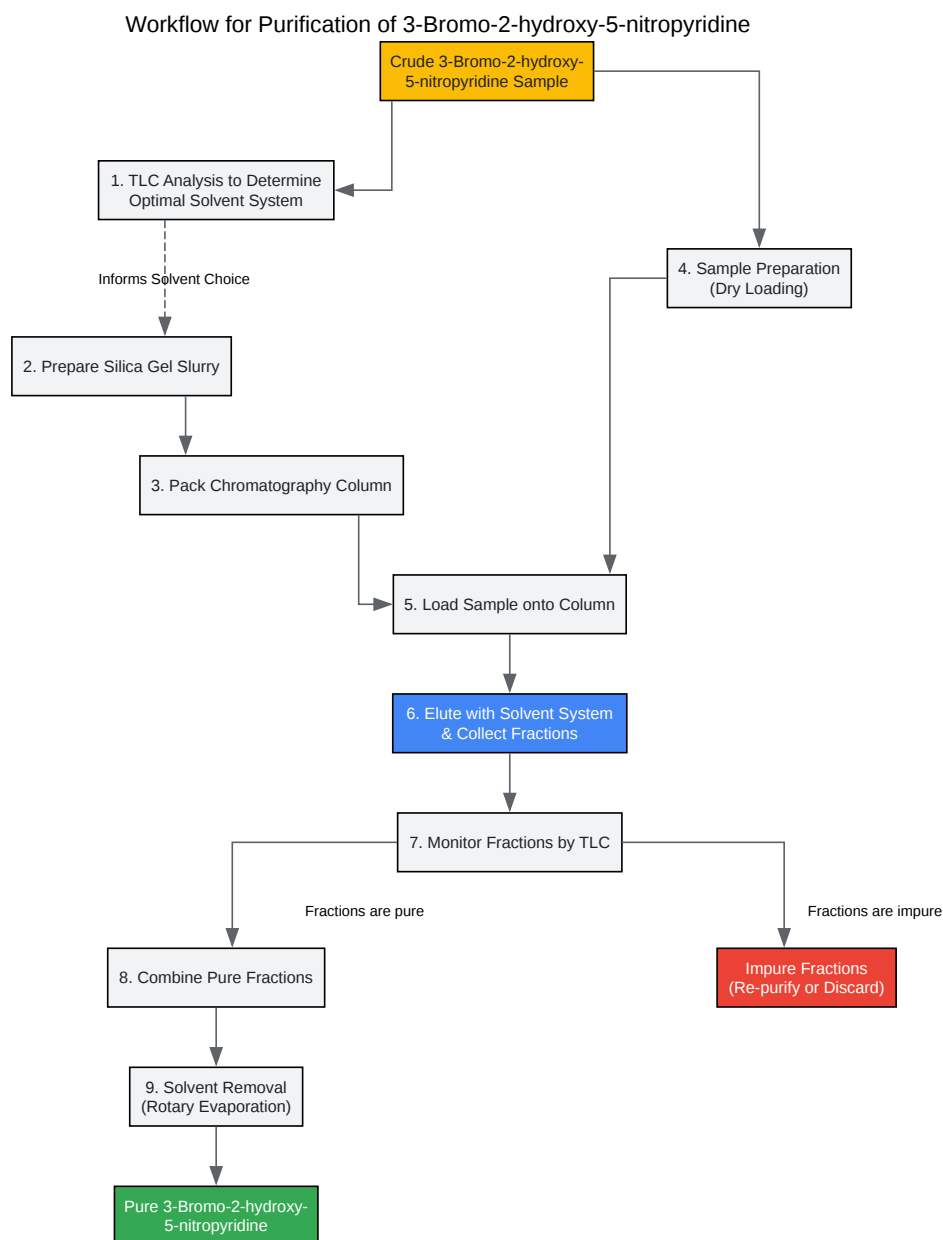 Workflow for Purification of 3-Bromo-2-hydroxy-5-nitropyridine
Crude 3-Bromo-2-hydroxy-
5-nitropyridine Sample
1. TLC Analysis to Determine
Optimal Solvent System
Informs Solvent Choice
4. Sample Preparation
(Dry Loading)
2. Prepare Silica Gel Slurry
3. Pack Chromatography Column
5. Load Sample onto Column
6. Elute with Solvent System
& Collect Fractions
7. Monitor Fractions by TLC
Fractions are pure
Fractions are impure
8. Combine Pure Fractions
Impure Fractions
(Re-purify or Discard)
9. Solvent Removal
(Rotary Evaporation)
Pure 3-Bromo-2-hydroxy-
5-nitropyridine